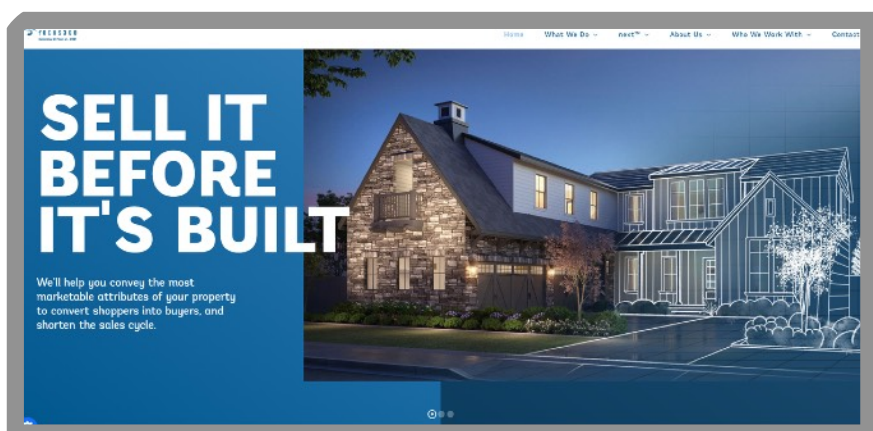 FOCUS360
Home What We Do next™ About Us Who We Work With Contact
SELL IT
BEFORE
IT'S BUILT
We'll help you convey the most
marketable attributes of your property
to convert shoppers into buyers, and
shorten the sales cycle.